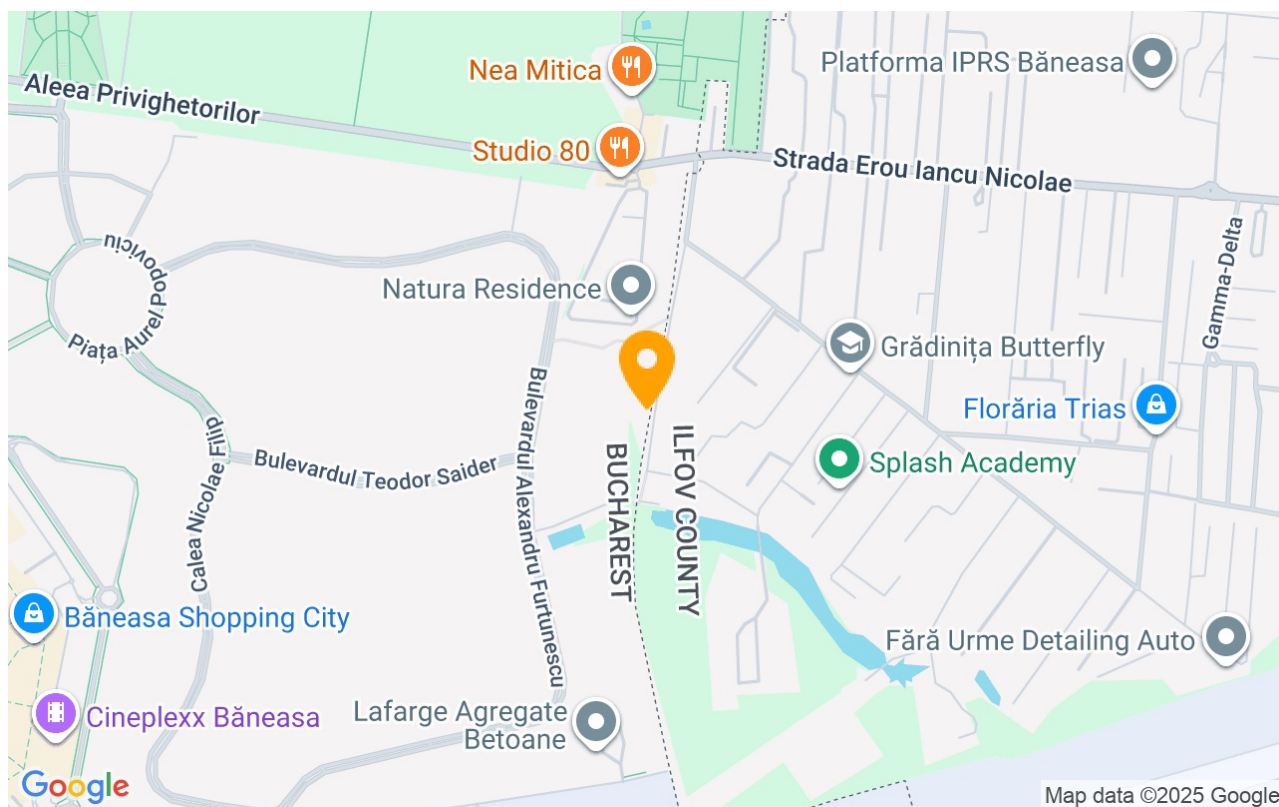 Nea Mitica
Platforma IPRS Băneasa
Aleea Privighetorilor
Studio 80
Strada Erou Iancu Nicolae
Piața Aurel Popoviciu
Gamma-Delta
Natura Residence
Grădinița Butterfly
Florăria Trias
Bulevardul Alexandru Furtunescu
Calea Nicolae Filip
Bulevardul Teodor Saider
BUCHAREST
ILFOV COUNTY
Splash Academy
Băneasa Shopping City
Fără Urme Detailing Auto
Cineplexx Băneasa
Lafarge Agregate
Betoane
Google
Map data ©2025 Google